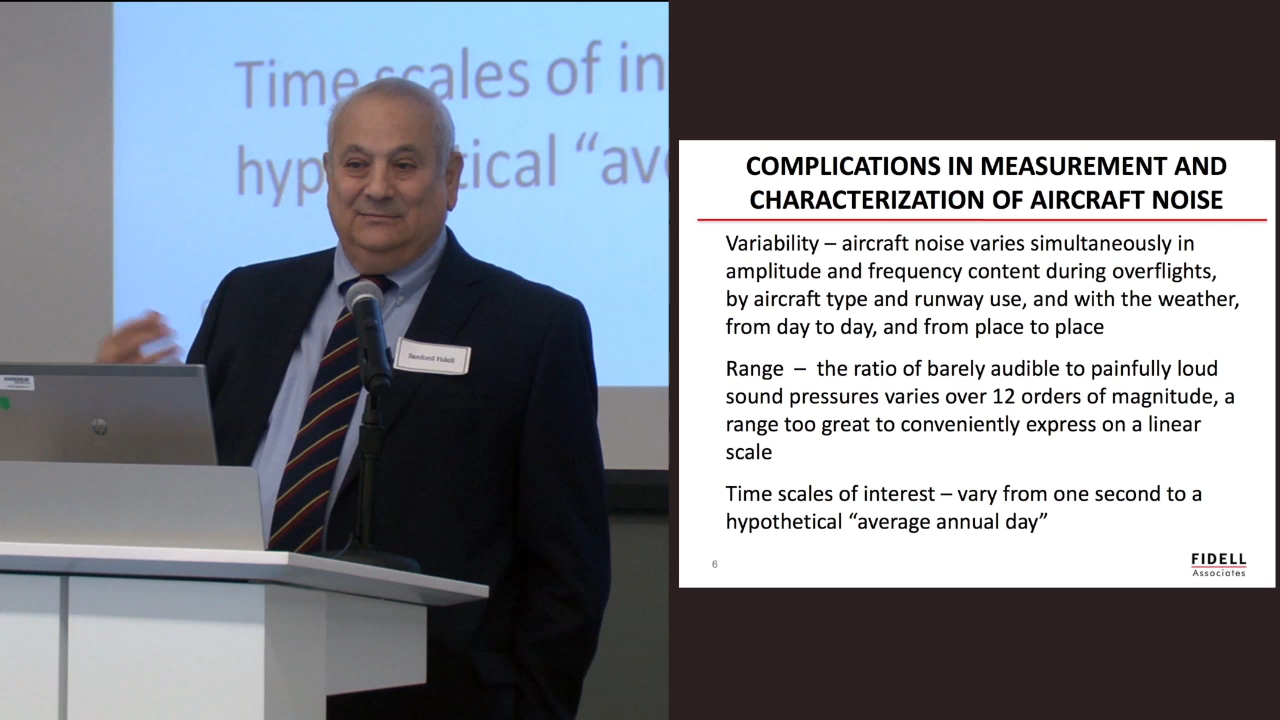 Time scales of in
hypothetical “ave
Sanford Fidell
COMPLICATIONS IN MEASUREMENT AND
CHARACTERIZATION OF AIRCRAFT NOISE
Variability – aircraft noise varies simultaneously in
amplitude and frequency content during overflights,
by aircraft type and runway use, and with the weather,
from day to day, and from place to place
Range – the ratio of barely audible to painfully loud
sound pressures varies over 12 orders of magnitude, a
range too great to conveniently express on a linear
scale
Time scales of interest – vary from one second to a
hypothetical “average annual day”
6
FIDELL
Associates
hp